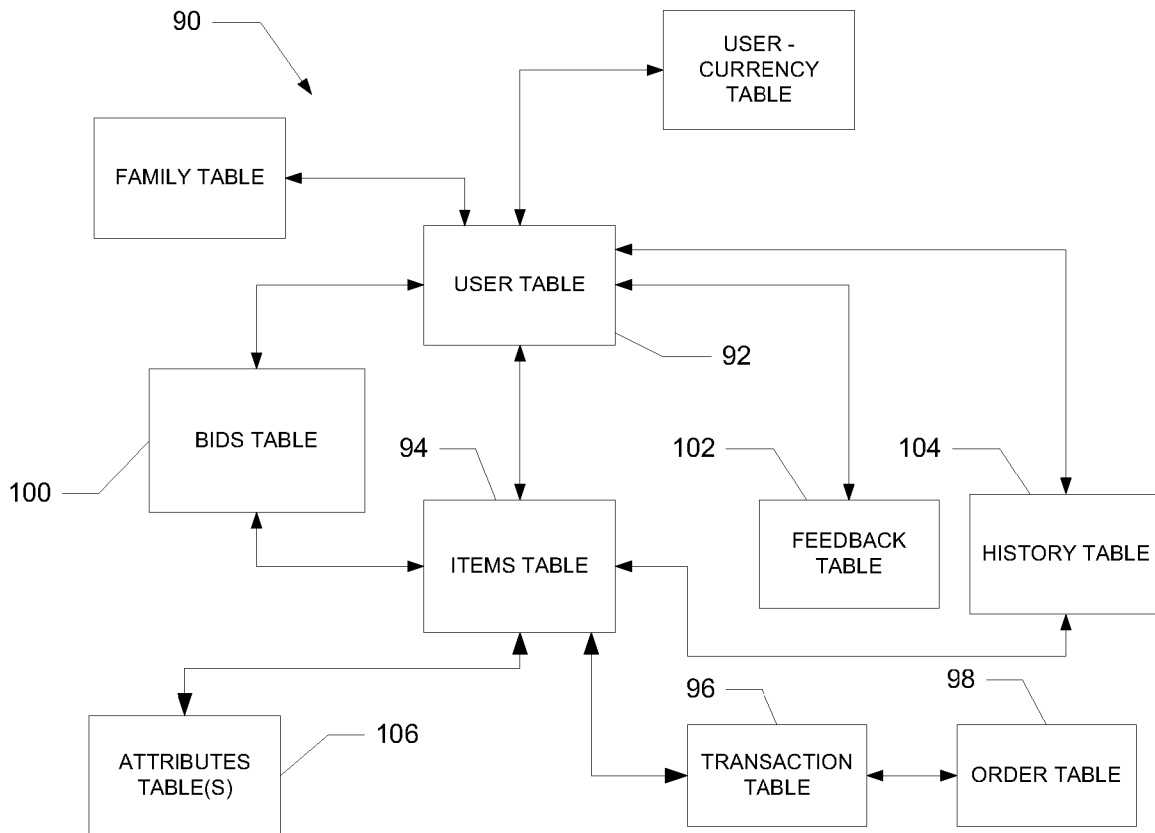 90
USER -
CURRENCY
TABLE
FAMILY TABLE
USER TABLE
92
BIDS TABLE
100
94
102
104
ITEMS TABLE
FEEDBACK
TABLE
HISTORY TABLE
96
98
ATTRIBUTES
TABLE(S)
106
TRANSACTION
TABLE
ORDER TABLE